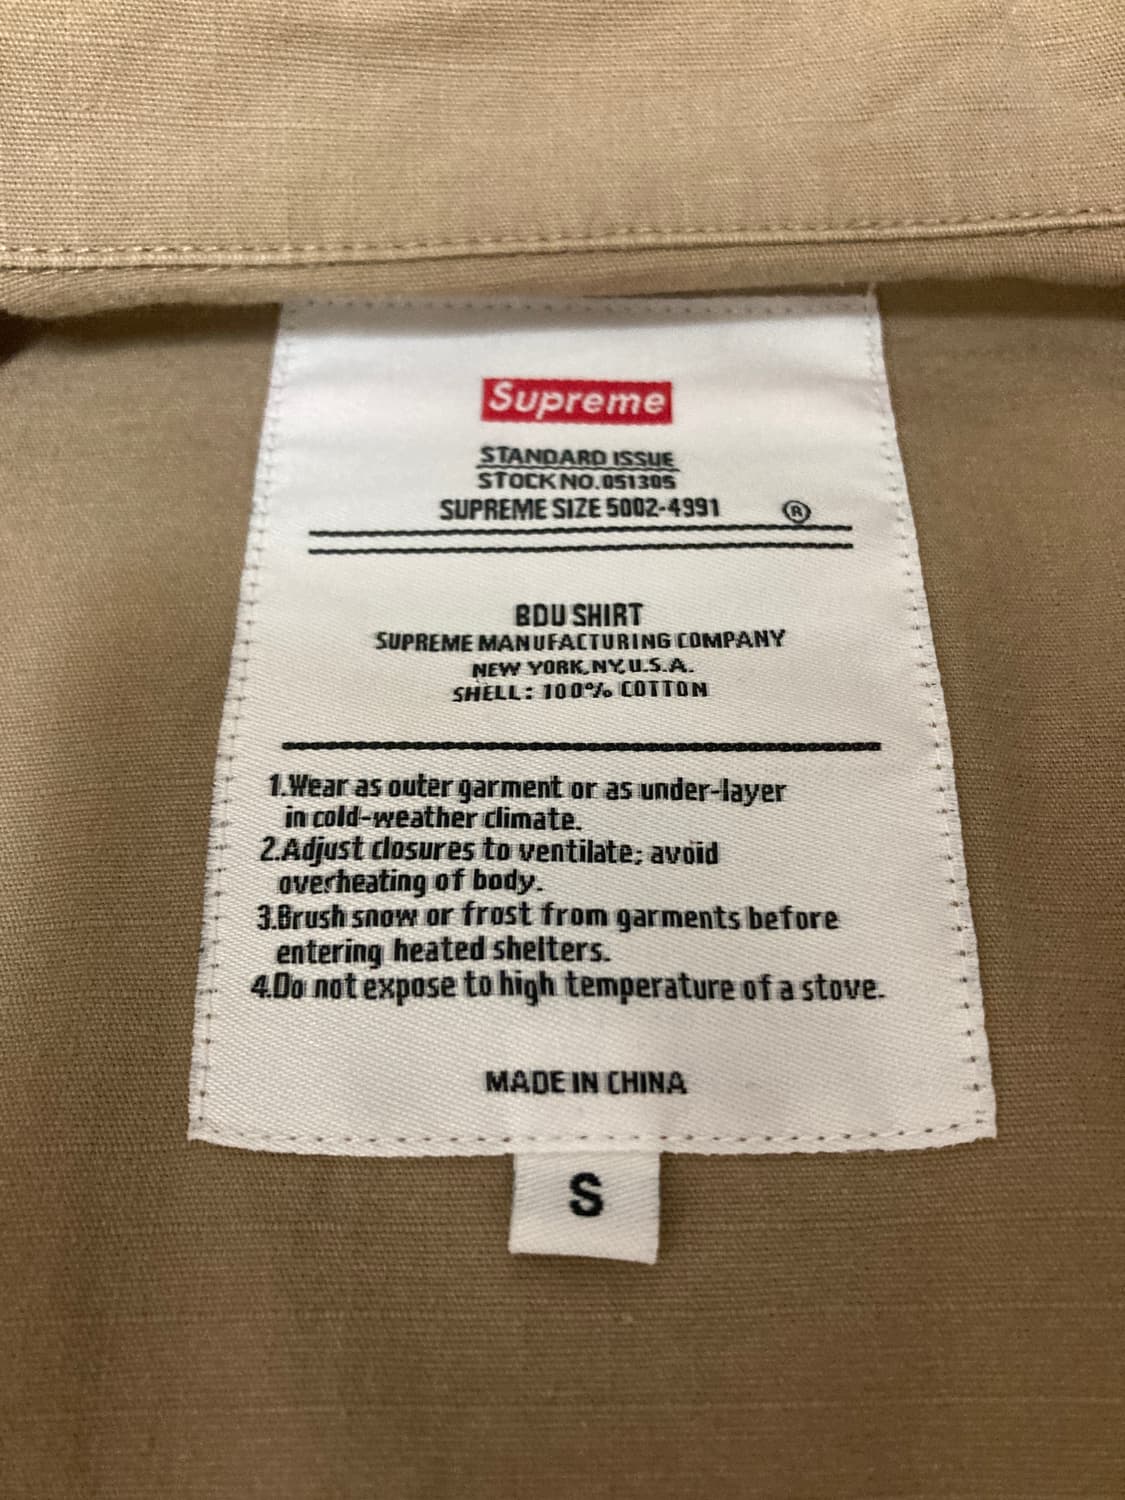 Supreme
STANDARD ISSUE
STOCK NO. 051305
SUPREME SIZE 5002-4991 ®
BDU SHIRT
SUPREME MANUFACTURING COMPANY
NEW YORK, NY, U.S.A.
SHELL: 100% COTTON
1.Wear as outer garment or as under-layer
in cold-weather climate.
2.Adjust closures to ventilate; avoid
overheating of body.
3.Brush snow or frost from garments before
entering heated shelters.
4.Do not expose to high temperature of a stove.
MADE IN CHINA
S